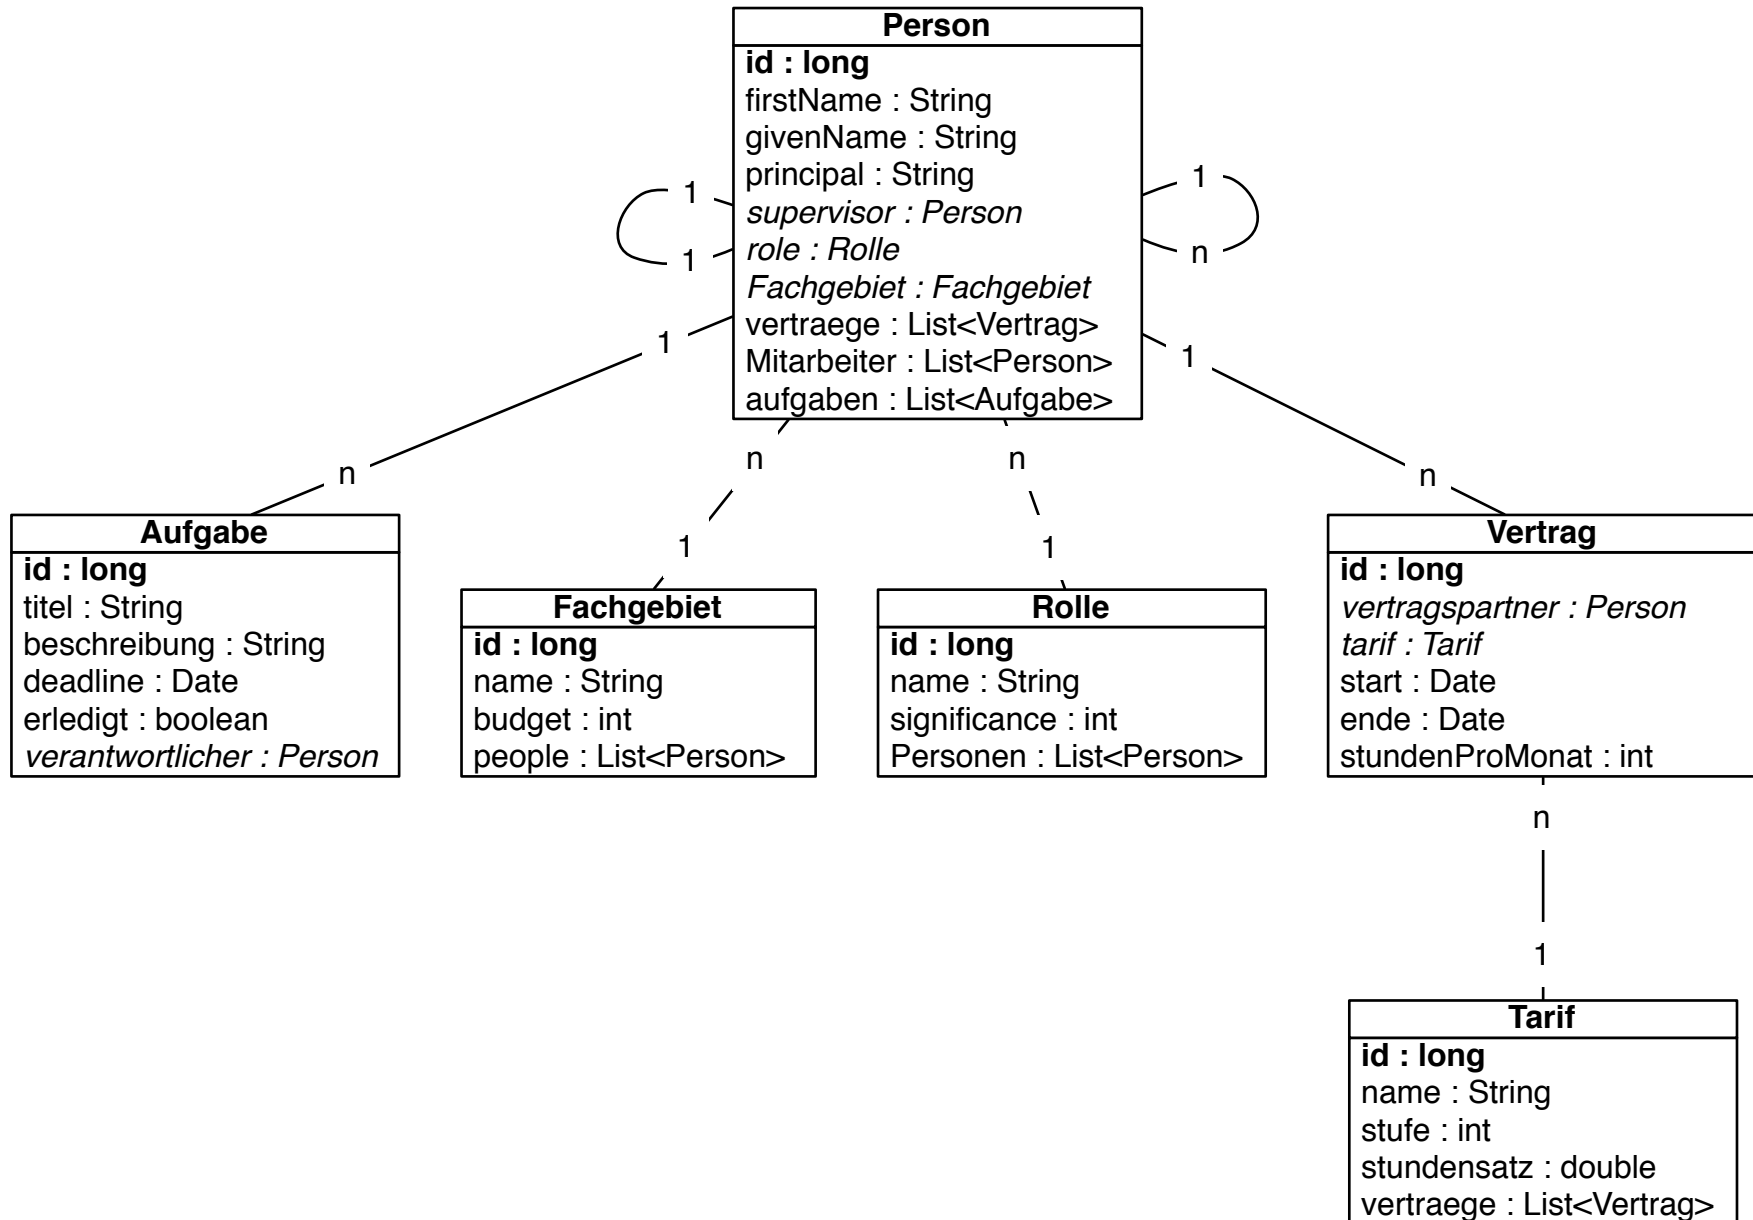 Person
id : long
firstName : String
givenName : String
principal : String
supervisor : Person
role : Rolle
Fachgebiet : Fachgebiet
vertraege : List<Vertrag>
Mitarbeiter : List<Person>
aufgaben : List<Aufgabe>
1
1
1
n
1
n
1
n
n
1
n
1
Aufgabe
id : long
titel : String
beschreibung : String
deadline : Date
erledigt : boolean
verantwortlicher : Person
Fachgebiet
id : long
name : String
budget : int
people : List<Person>
Rolle
id : long
name : String
significance : int
Personen : List<Person>
Vertrag
id : long
vertragspartner : Person
tarif : Tarif
start : Date
ende : Date
stundenProMonat : int
n
1
Tarif
id : long
name : String
stufe : int
stundensatz : double
vertraege : List<Vertrag>